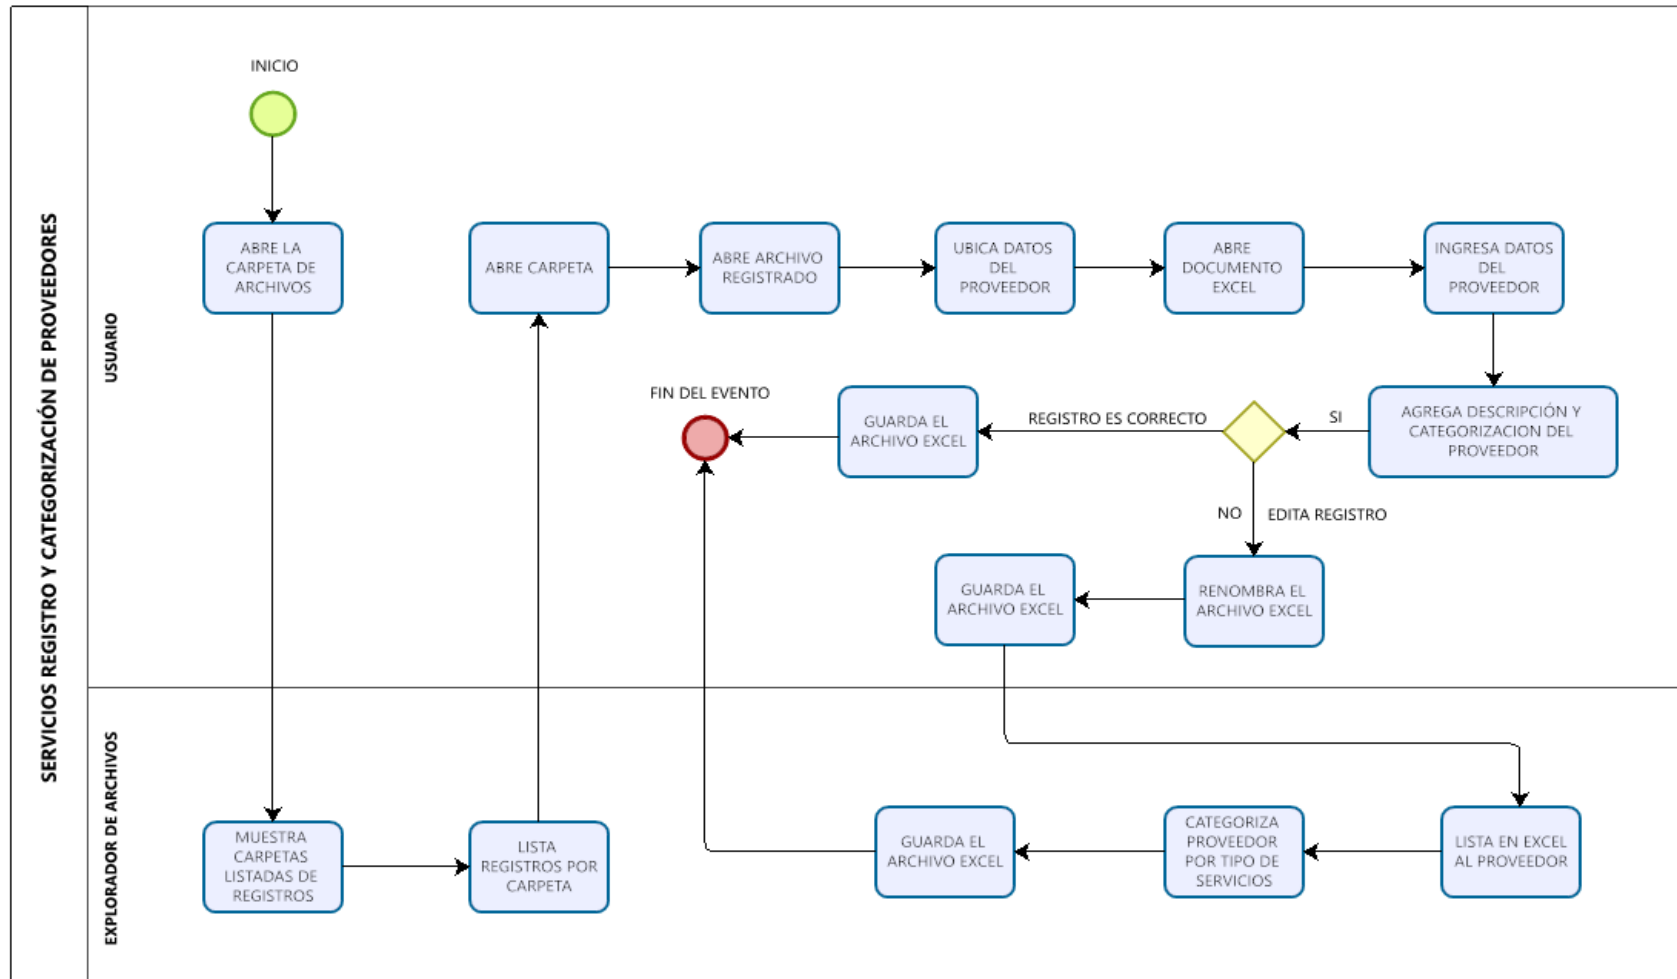 SERVICIOS REGISTRO Y CATEGORIZACIÓN DE PROVEEDORES
USUARIO
INICIO
ABRE LA
CARPETA DE
ARCHIVOS
ABRE CARPETA
ABRE ARCHIVO
REGISTRADO
UBICA DATOS
DEL
PROVEEDOR
ABRE
DOCUMENTO
EXCEL
INGRESA DATOS
DEL
PROVEEDOR
FIN DEL EVENTO
GUARDA EL
ARCHIVO EXCEL
REGISTRO ES CORRECTO
SI
AGREGA DESCRIPCIÓN Y
CATEGORIZACION DEL
PROVEEDOR
NO
EDITA REGISTRO
GUARDA EL
ARCHIVO EXCEL
RENOMBRA EL
ARCHIVO EXCEL
EXPLORADOR DE ARCHIVOS
MUESTRA
CARPETAS
LISTADAS DE
REGISTROS
LISTA
REGISTROS POR
CARPETA
GUARDA EL
ARCHIVO EXCEL
CATEGORIZA
PROVEEDOR
POR TIPO DE
SERVICIOS
LISTA EN EXCEL
AL PROVEEDOR